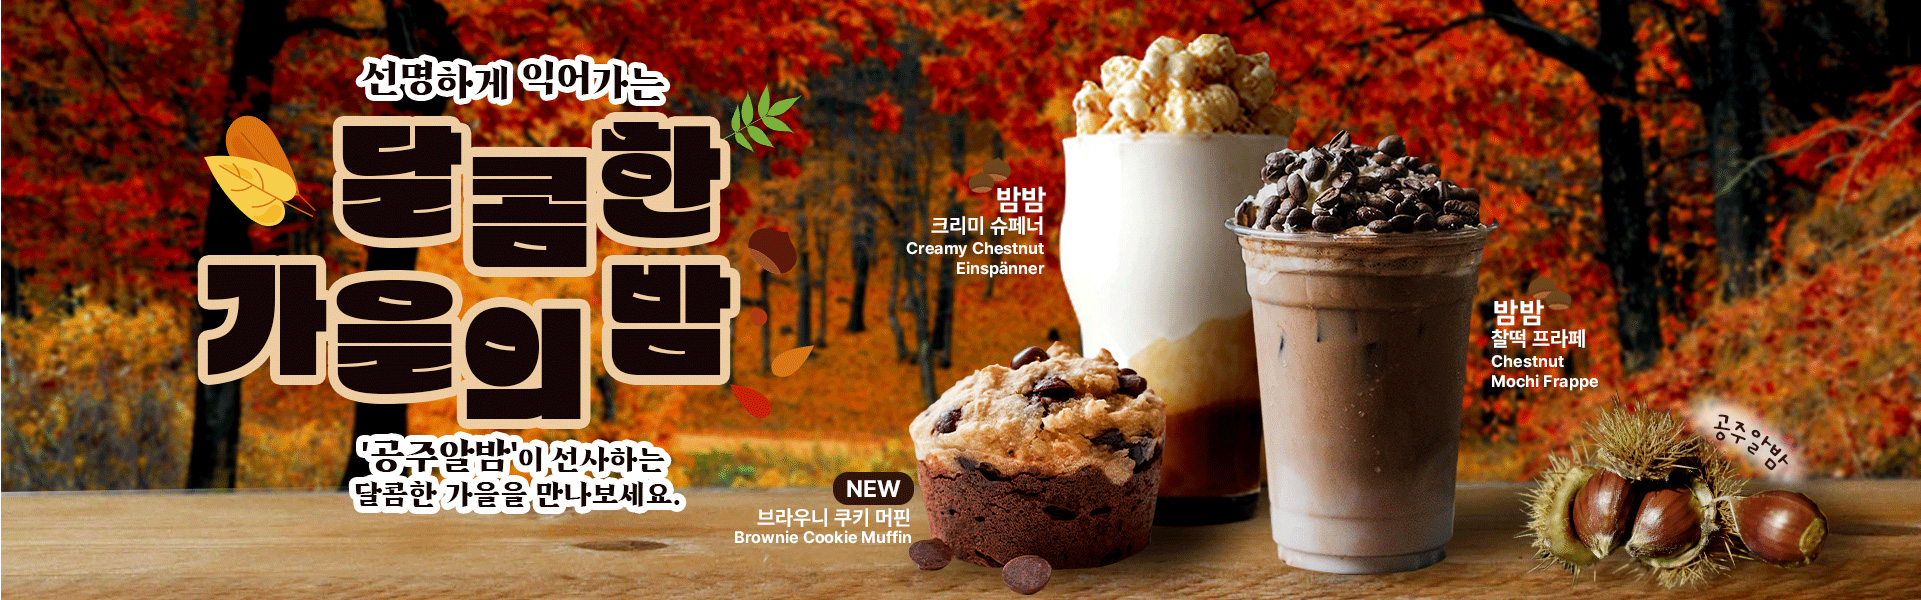 선명하게 익어가는
달콤한
가을의 밤
'공주알밤'이 선사하는
달콤한 가을을 만나보세요.
밤밤
크리미 슈페너
Creamy Chestnut
Einspänner
밤밤
찰떡 프라페
Chestnut
Mochi Frappe
NEW
브라우니 쿠키 머핀
Brownie Cookie Muffin
공주알밤